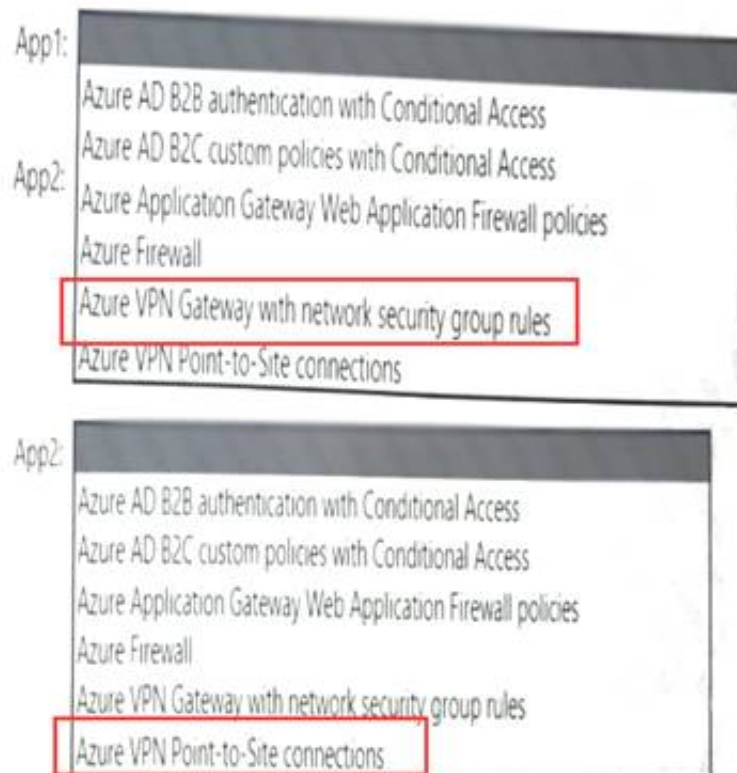 App1:
Azure AD B2B authentication with Conditional Access
Azure AD B2C custom policies with Conditional Access
App2:
Azure Application Gateway Web Application Firewall policies
Azure Firewall
Azure VPN Gateway with network security group rules
Azure VPN Point-to-Site connections
App2:
Azure AD B2B authentication with Conditional Access
Azure AD B2C custom policies with Conditional Access
Azure Application Gateway Web Application Firewall policies
Azure Firewall
Azure VPN Gateway with network security group rules
Azure VPN Point-to-Site connections